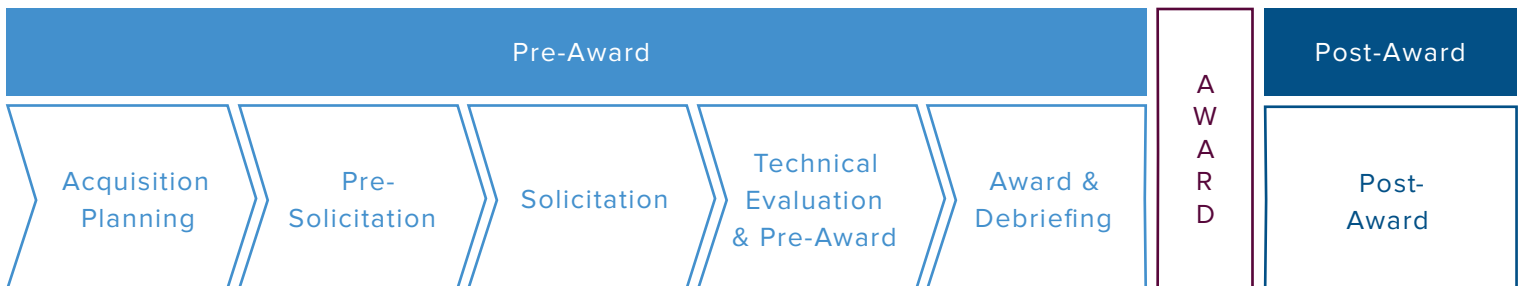 Pre-Award
Post-Award
A
W
A
R
D
Acquisition
Planning
Pre-
Solicitation
Solicitation
Technical
Evaluation
& Pre-Award
Award &
Debriefing
Post-
Award